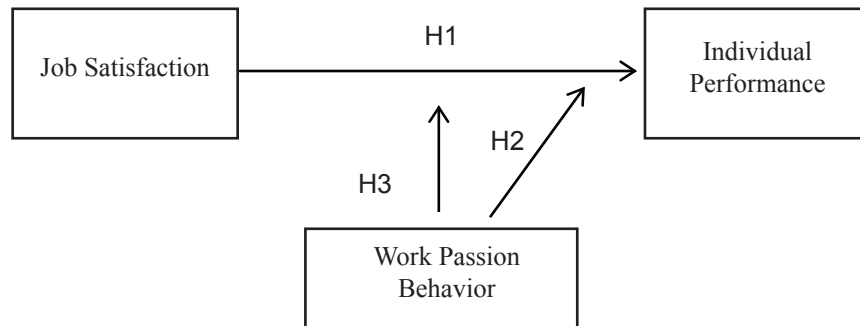 H1
Job Satisfaction
Individual
Performance
H2
H3
Work Passion
Behavior